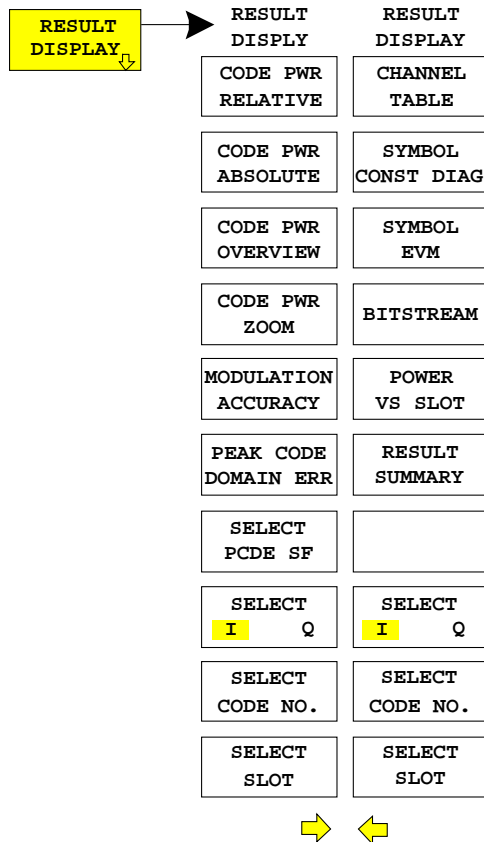 RESULT
DISPLAY
RESULT
DISPLY
CODE PWR
RELATIVE
CODE PWR
ABSOLUTE
CODE PWR
OVERVIEW
CODE PWR
ZOOM
MODULATION
ACCURACY
PEAK CODE
DOMAIN ERR
SELECT
PCDE SF
SELECT
I Q
SELECT
CODE NO.
SELECT
SLOT
RESULT
DISPLAY
CHANNEL
TABLE
SYMBOL
CONST DIAG
SYMBOL
EVM
BITSTREAM
POWER
VS SLOT
RESULT
SUMMARY
SELECT
I Q
SELECT
CODE NO.
SELECT
SLOT